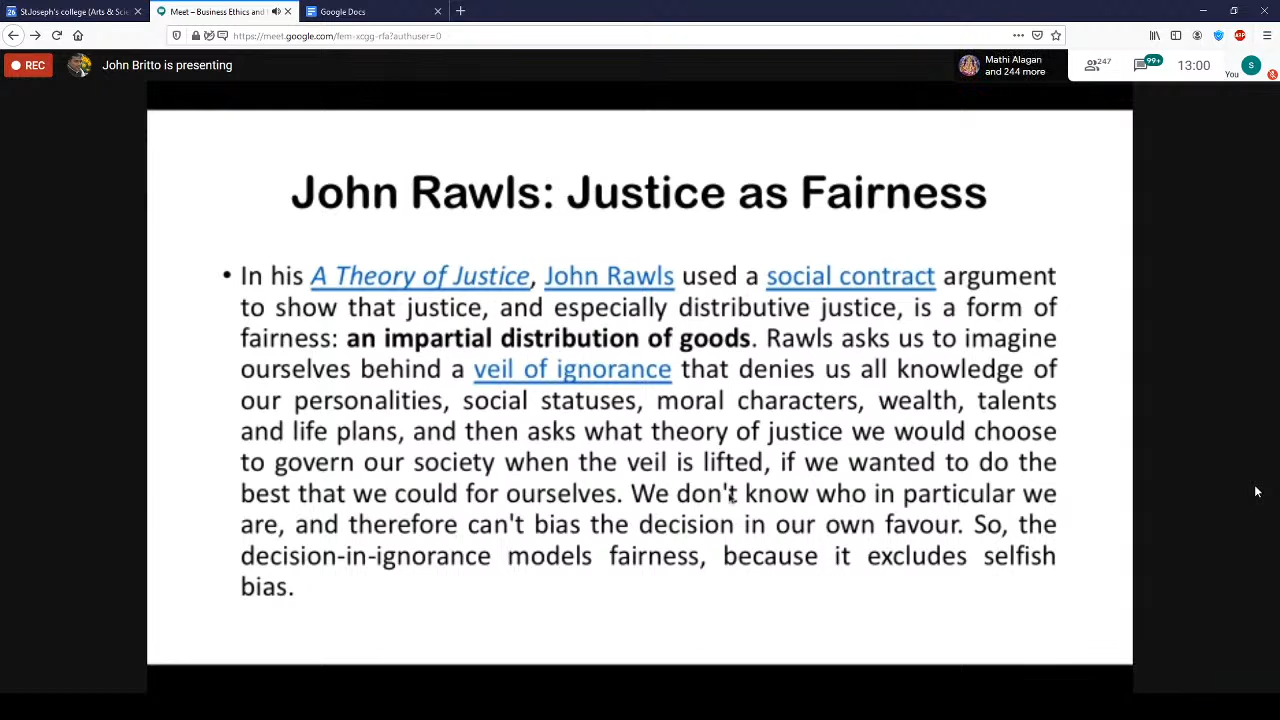 StJoseph's college (Arts & Scie
Meet – Business Ethics and
Google Docs
https://meet.google.com/fem-xcgg-rfa?authuser=0
REC
John Britto is presenting
Mathi Alagan
and 244 more
247
99+
13:00
You
S
John Rawls: Justice as Fairness
• In his A Theory of Justice, John Rawls used a social contract argument
to show that justice, and especially distributive justice, is a form of
fairness: an impartial distribution of goods. Rawls asks us to imagine
ourselves behind a veil of ignorance that denies us all knowledge of
our personalities, social statuses, moral characters, wealth, talents
and life plans, and then asks what theory of justice we would choose
to govern our society when the veil is lifted, if we wanted to do the
best that we could for ourselves. We don't know who in particular we
are, and therefore can't bias the decision in our own favour. So, the
decision-in-ignorance models fairness, because it excludes selfish
bias.